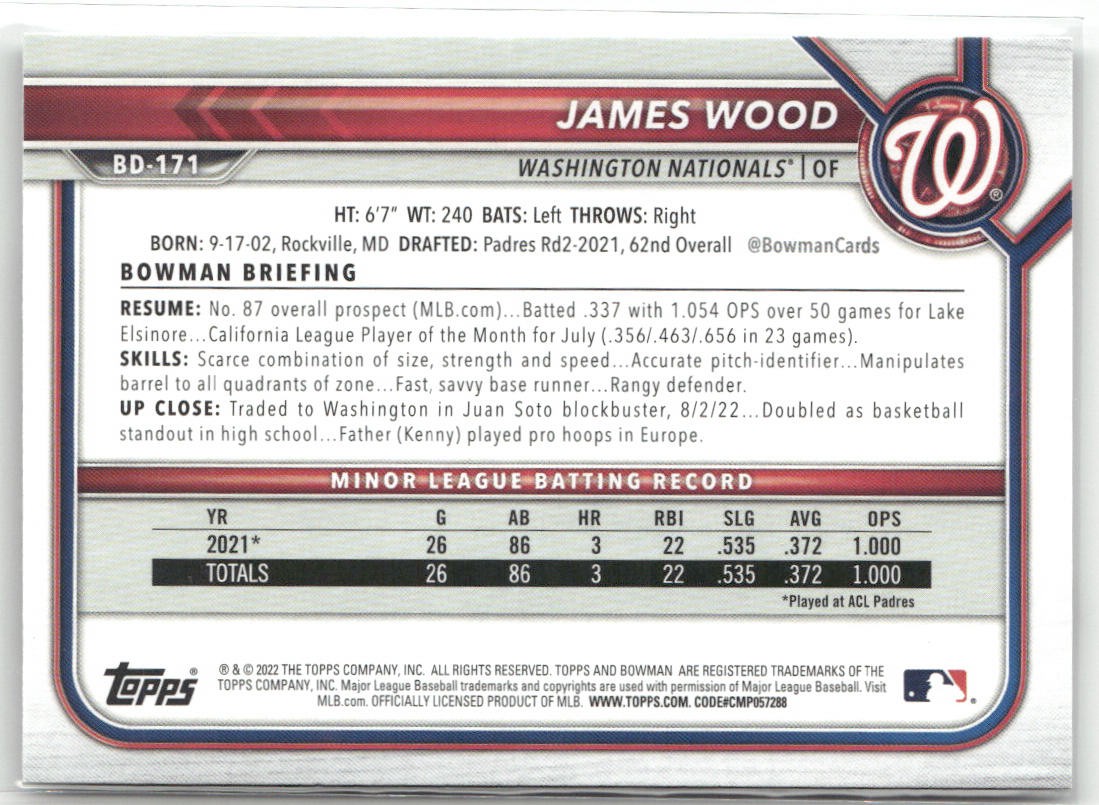 JAMES WOOD
BD-171
WASHINGTON NATIONALS® | OF
W®
HT: 6'7" WT: 240 BATS: Left THROWS: Right
BORN: 9-17-02, Rockville, MD DRAFTED: Padres Rd2-2021, 62nd Overall @BowmanCards
BOWMAN BRIEFING
RESUME: No. 87 overall prospect (MLB.com)...Batted .337 with 1.054 OPS over 50 games for Lake
Elsinore...California League Player of the Month for July (.356/.463/.656 in 23 games).
SKILLS: Scarce combination of size, strength and speed...Accurate pitch-identifier...Manipulates
barrel to all quadrants of zone...Fast, savvy base runner...Rangy defender.
UP CLOSE: Traded to Washington in Juan Soto blockbuster, 8/2/22...Doubled as basketball
standout in high school...Father (Kenny) played pro hoops in Europe.
MINOR LEAGUE BATTING RECORD
YR G AB HR RBI SLG AVG OPS
2021* 26 86 3 22 .535 .372 1.000
TOTALS 26 86 3 22 .535 .372 1.000
*Played at ACL Padres
Topps®
® & © 2022 THE TOPPS COMPANY, INC. ALL RIGHTS RESERVED. TOPPS AND BOWMAN ARE REGISTERED TRADEMARKS OF THE
TOPPS COMPANY, INC. Major League Baseball trademarks and copyrights are used with permission of Major League Baseball. Visit
MLB.com. OFFICIALLY LICENSED PRODUCT OF MLB. WWW.TOPPS.COM. CODE#CMP057288